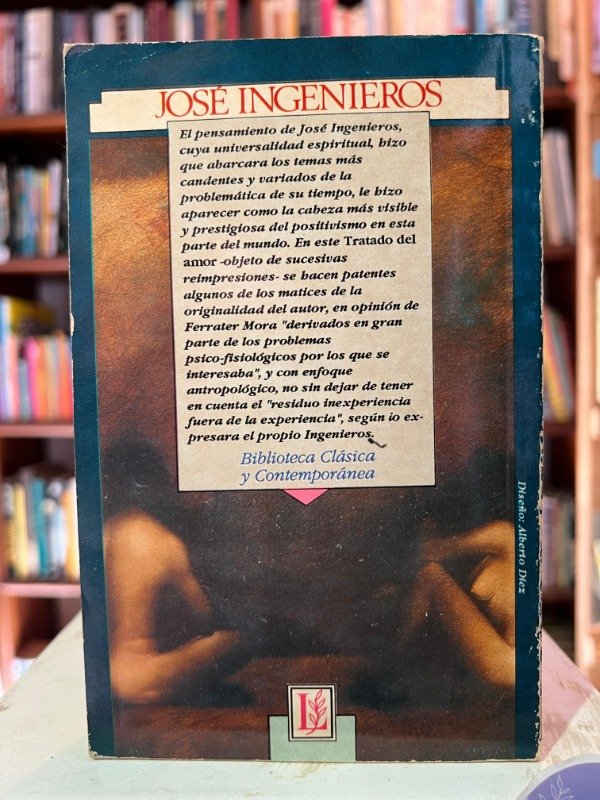 JOSÉ INGENIEROS
El pensamiento de José Ingenieros,
cuya universalidad espiritual, hizo
que abarcara los temas más
candentes y variados de la
problemática de su tiempo, le hizo
aparecer como la cabeza más visible
y prestigiosa del positivismo en esta
parte del mundo. En este Tratado del
amor -objeto de sucesivas
reimpresiones- se hacen patentes
algunos de los matices de la
originalidad del autor, en opinión de
Ferrater Mora "derivados en gran
parte de los problemas
psico-fisiológicos por los que se
interesaba", y con enfoque
antropológico, no sin dejar de tener
en cuenta el "residuo inexperiencia
fuera de la experiencia", según lo ex-
presara el propio Ingenieros.
Biblioteca Clásica
y Contemporánea
Diseño: Alberto Díez
L